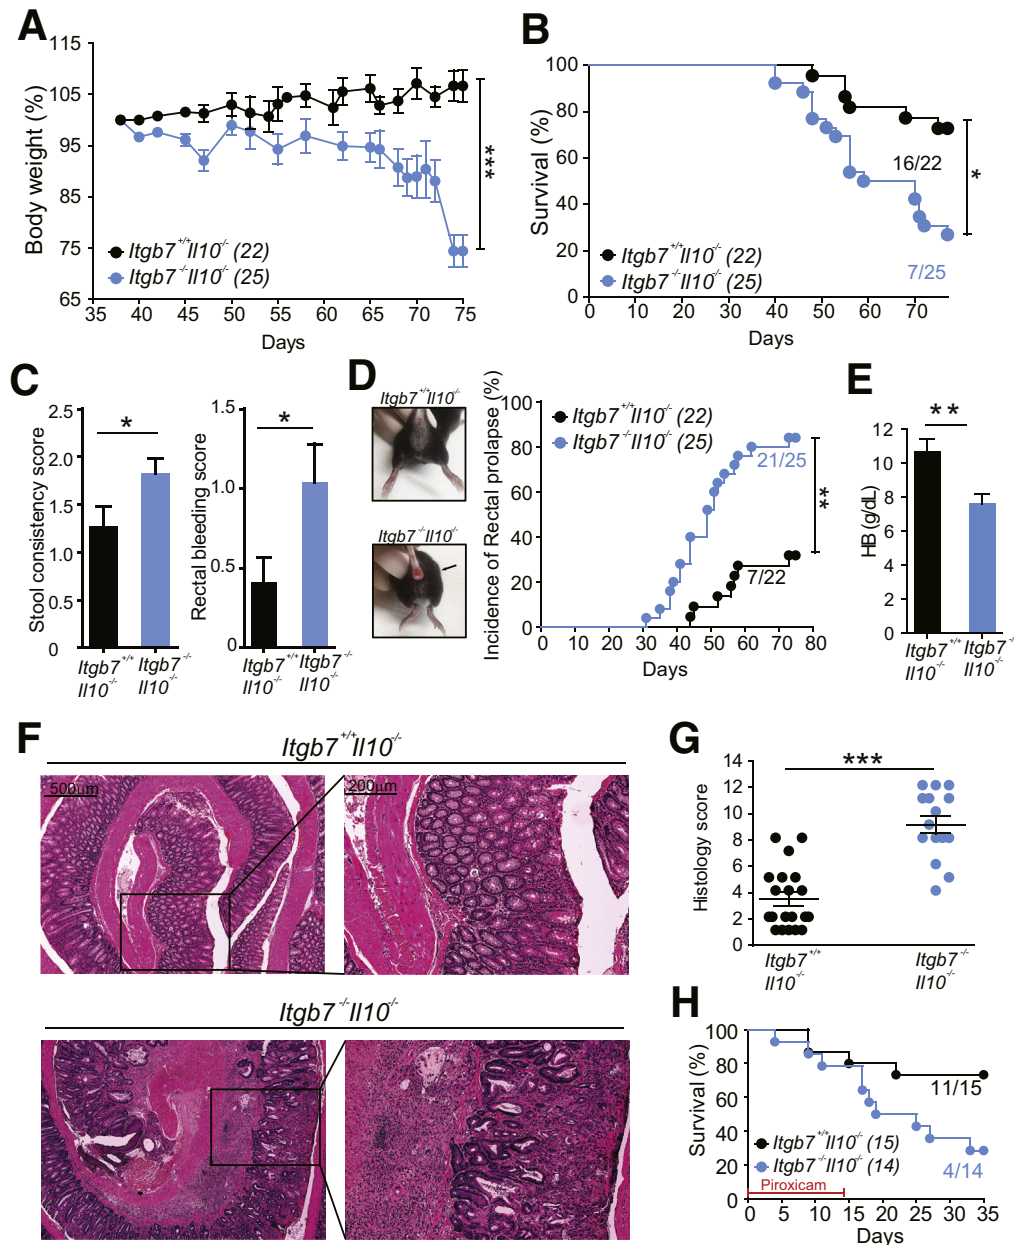 A
115
105
95
85
75
65
Body weight (%)
35 40 45 50 55 60 65 70 75
Days
Itgb7+/+Il10-/- (22)
Itgb7-/-Il10-/- (25)
***
B
100
80
60
40
20
0
Survival (%)
0 10 20 30 40 50 60 70
Days
16/22
7/25
Itgb7+/+Il10-/- (22)
Itgb7-/-Il10-/- (25)
*
C
2.5
2.0
1.5
1.0
0.5
0
Stool consistency score
*
Itgb7+/+ Itgb7-/-
Il10-/- Il10-/-
1.5
1.0
0.5
0
Rectal bleeding score
*
Itgb7+/+ Itgb7-/-
Il10-/- Il10-/-
D
Itgb7+/+Il10-/-
Itgb7-/-Il10-/-
Incidence of Rectal prolapse (%)
100
80
60
40
20
0
0 10 20 30 40 50 60 70 80
Days
Itgb7+/+Il10-/- (22)
Itgb7-/-Il10-/- (25)
21/25
7/22
**
E
**
12
10
8
6
4
2
0
HB (g/dL)
Itgb7+/+ Itgb7-/-
Il10-/- Il10-/-
F
Itgb7+/+Il10-/-
500µm
200µm
Itgb7-/-Il10-/-
G
14
12
10
8
6
4
2
0
Histology score
***
Itgb7+/+ Itgb7-/-
Il10-/- Il10-/-
H
100
80
60
40
20
0
Survival (%)
11/15
4/14
Itgb7+/+Il10-/- (15)
Itgb7-/-Il10-/- (14)
Piroxicam
0 5 10 15 20 25 30 35
Days